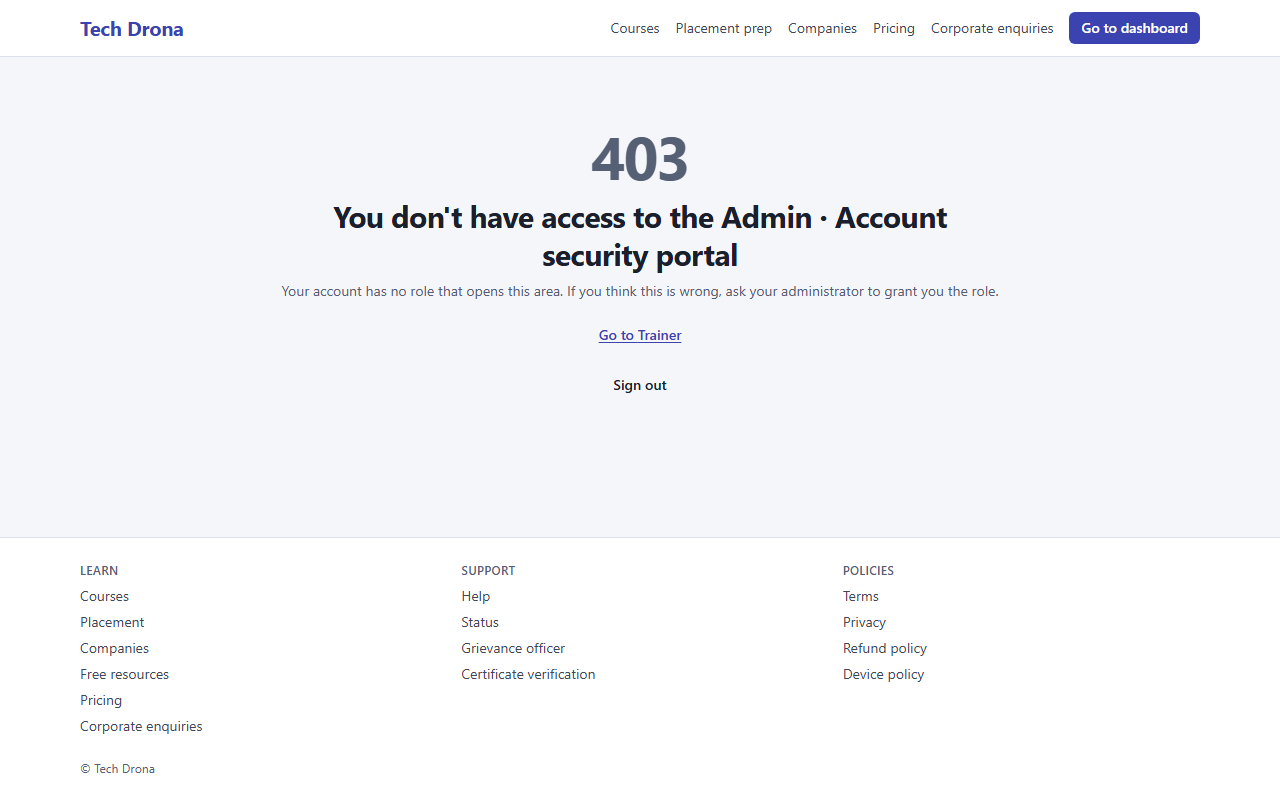 Tech Drona
Courses
Placement prep
Companies
Pricing
Corporate enquiries
Go to dashboard
403
You don't have access to the Admin · Account
security portal
Your account has no role that opens this area. If you think this is wrong, ask your administrator to grant you the role.
Go to Trainer
Sign out
LEARN
Courses
Placement
Companies
Free resources
Pricing
Corporate enquiries
SUPPORT
Help
Status
Grievance officer
Certificate verification
POLICIES
Terms
Privacy
Refund policy
Device policy
© Tech Drona